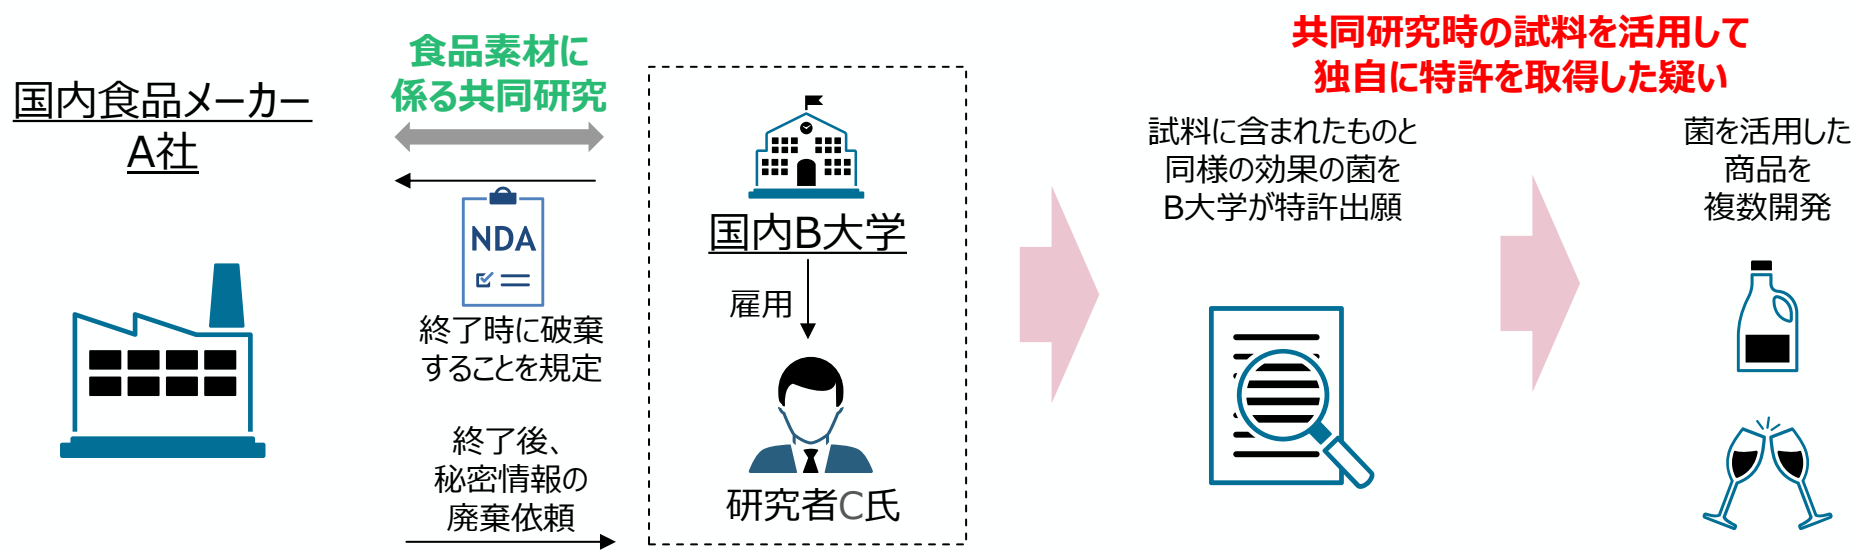 国内食品メーカー
A社
食品素材に
係る共同研究
NDA
終了時に破棄
することを規定
終了後、
秘密情報の
廃棄依頼
国内B大学
雇用
研究者C氏
共同研究時の試料を活用して
独自に特許を取得した疑い
試料に含まれたものと
同様の効果の菌を
B大学が特許出願
菌を活用した
商品を
複数開発